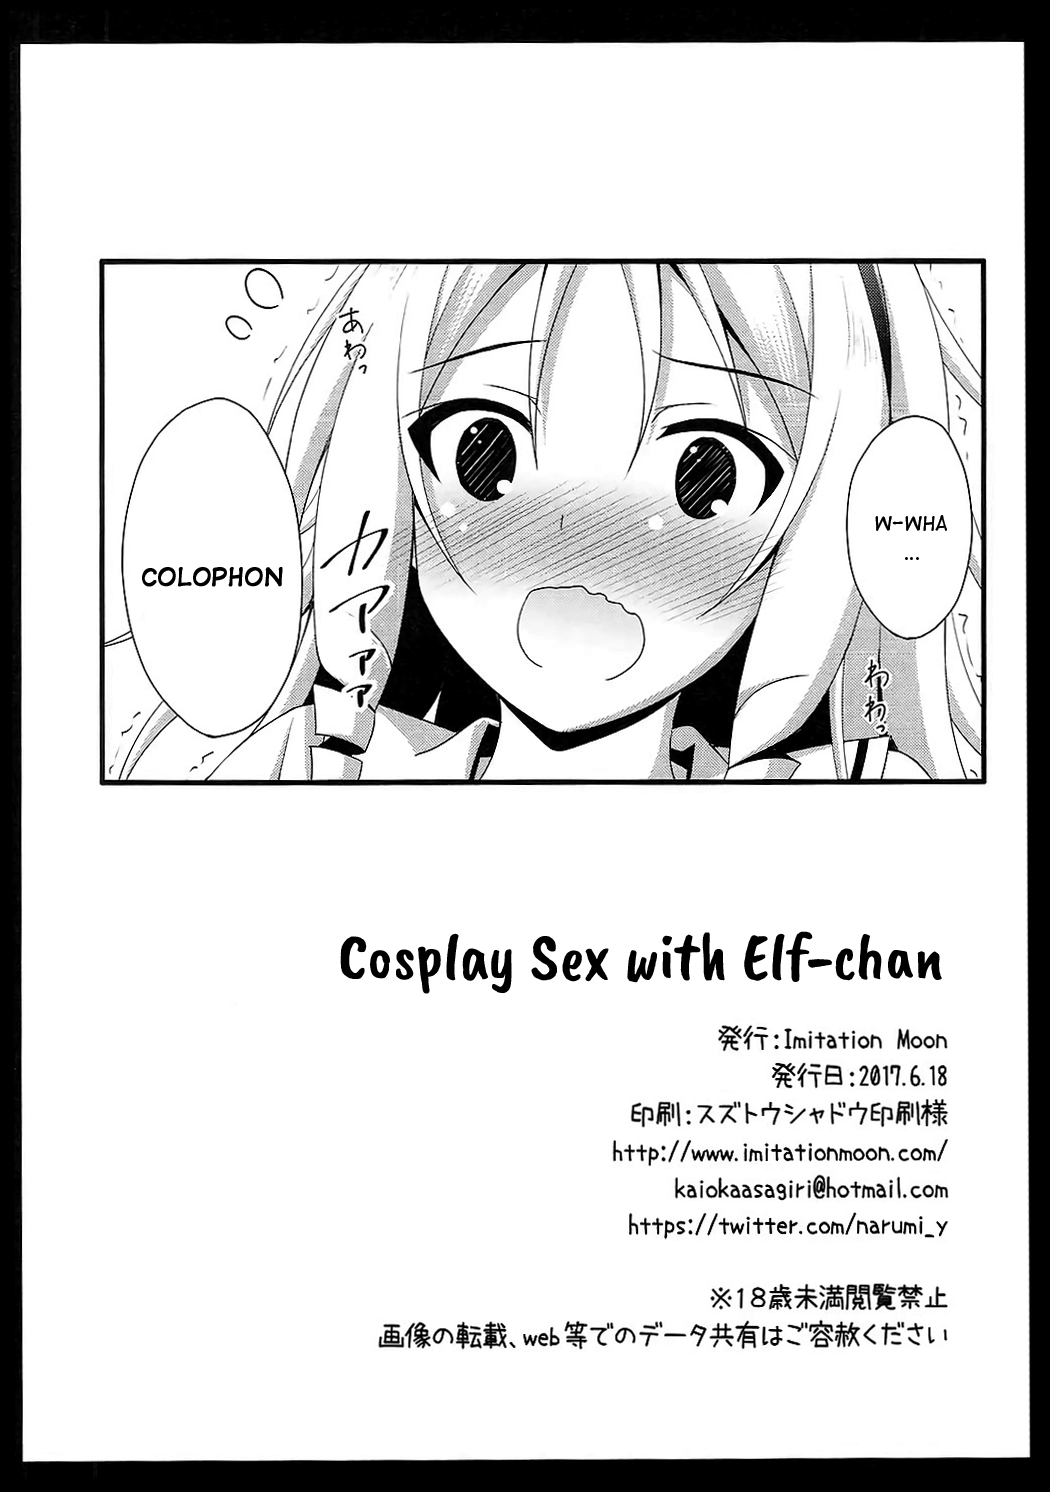 W-WHA
...
あわっ
カアアア
わわっ
COLOPHON
Cosplay Sex with Elf-chan
発行:Imitation Moon
発行日:2017.6.18
印刷:スズトウシャドウ印刷様
http://www.imitationmoon.com/
kaiokaasagiri@hotmail.com
https://twitter.com/narumi_y
※18歳未満閲覧禁止
画像の転載、web等でのデータ共有はご容赦ください